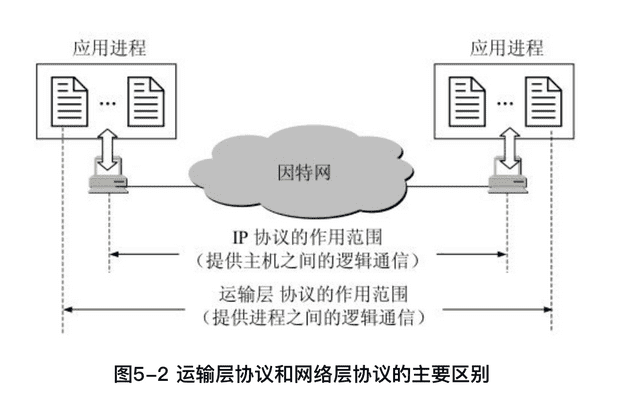 应用进程
应用进程
...
...
因特网
IP 协议的作用范围
（提供主机之间的逻辑通信）
运输层 协议的作用范围
（提供进程之间的逻辑通信）
图5-2 运输层协议和网络层协议的主要区别